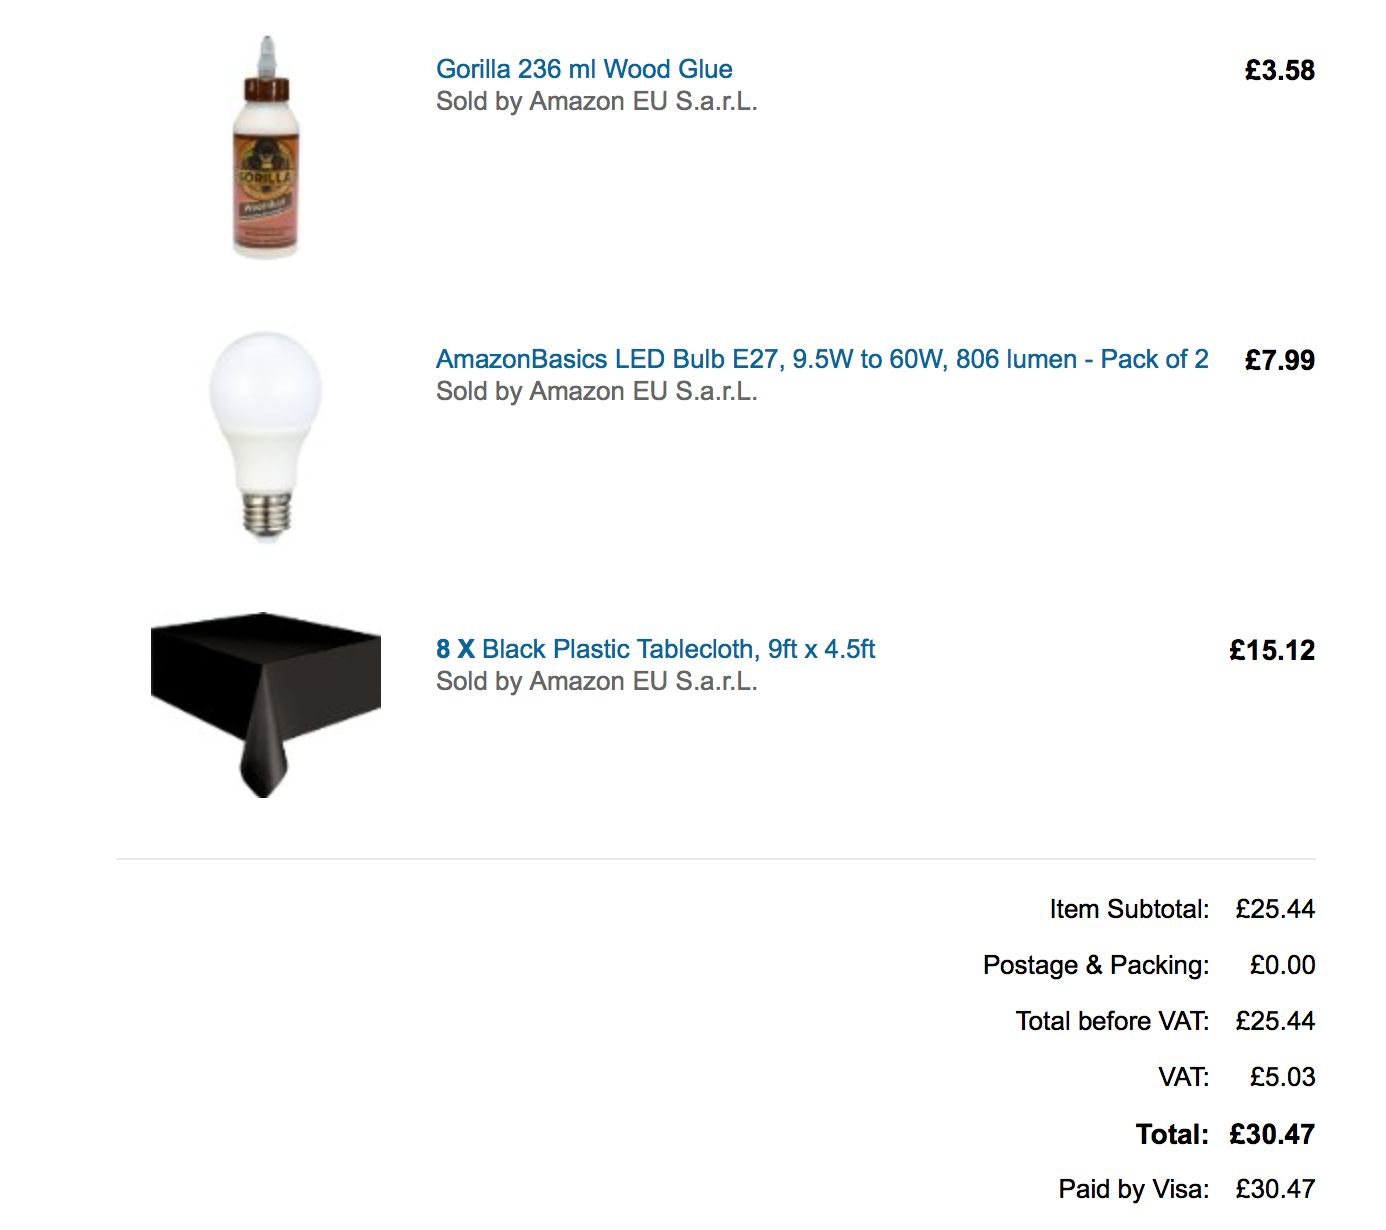 Gorilla 236 ml Wood Glue £3.58
Sold by Amazon EU S.a.r.L.
GORILLA
AmazonBasics LED Bulb E27, 9.5W to 60W, 806 lumen - Pack of 2 £7.99
Sold by Amazon EU S.a.r.L.
8 X Black Plastic Tablecloth, 9ft x 4.5ft £15.12
Sold by Amazon EU S.a.r.L.
Item Subtotal: £25.44
Postage & Packing: £0.00
Total before VAT: £25.44
VAT: £5.03
Total: £30.47
Paid by Visa: £30.47